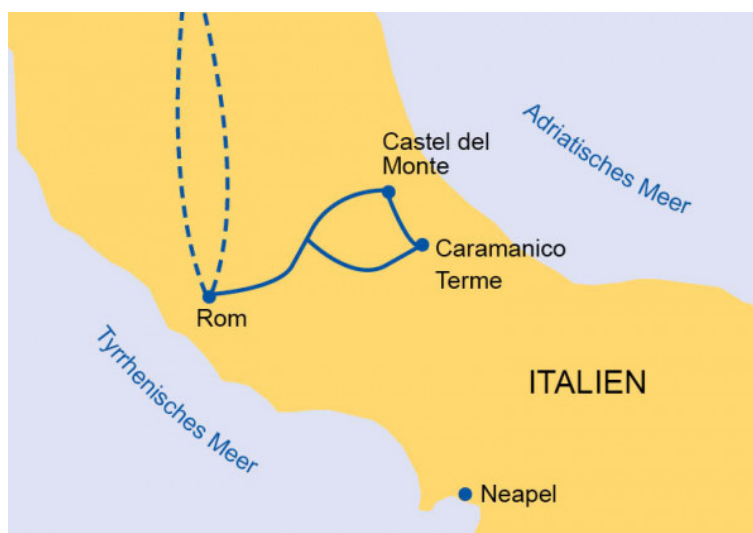 Adriatisches Meer
Castel del
Monte
Caramanico
Terme
Rom
Tyrrhenisches Meer
ITALIEN
Neapel